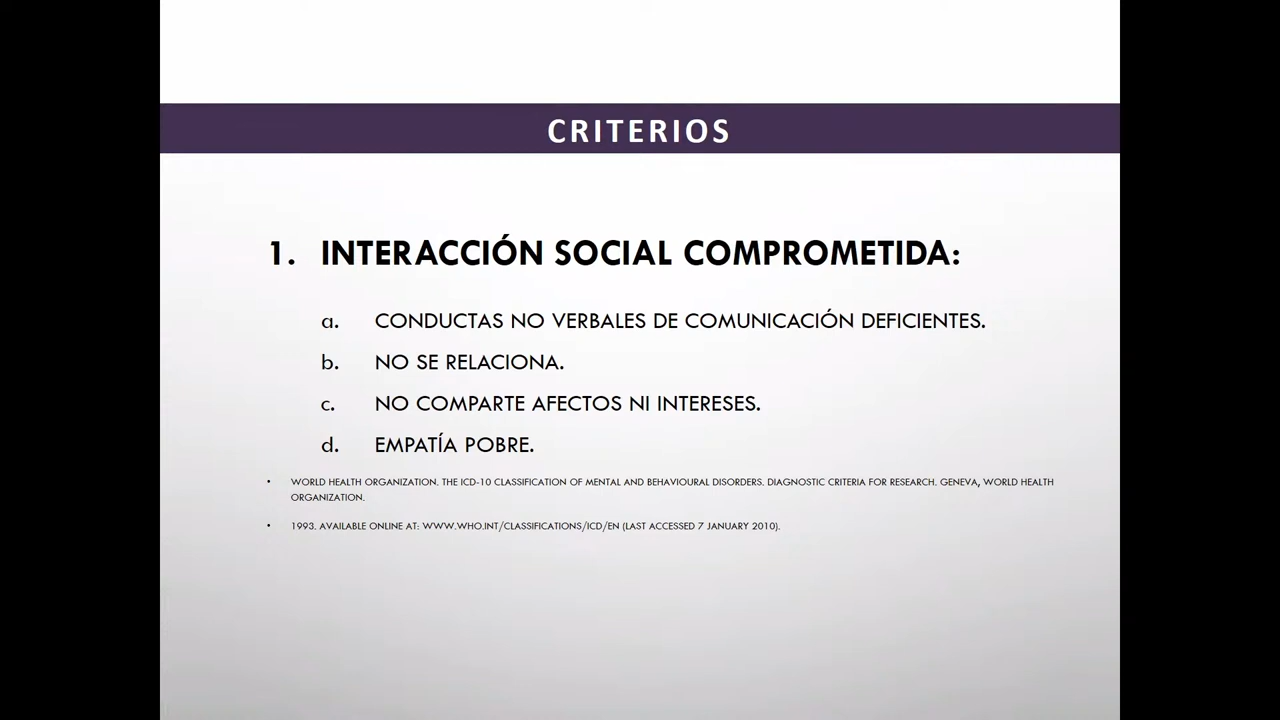 CRITERIOS
1. INTERACCIÓN SOCIAL COMPROMETIDA:
a. CONDUCTAS NO VERBALES DE COMUNICACIÓN DEFICIENTES.
b. NO SE RELACIONA.
c. NO COMPARTE AFECTOS NI INTERESES.
d. EMPATÍA POBRE.
• WORLD HEALTH ORGANIZATION. THE ICD-10 CLASSIFICATION OF MENTAL AND BEHAVIOURAL DISORDERS. DIAGNOSTIC CRITERIA FOR RESEARCH. GENEVA, WORLD HEALTH
ORGANIZATION.
• 1993. AVAILABLE ONLINE AT: WWW.WHO.INT/CLASSIFICATIONS/ICD/EN (LAST ACCESSED 7 JANUARY 2010).